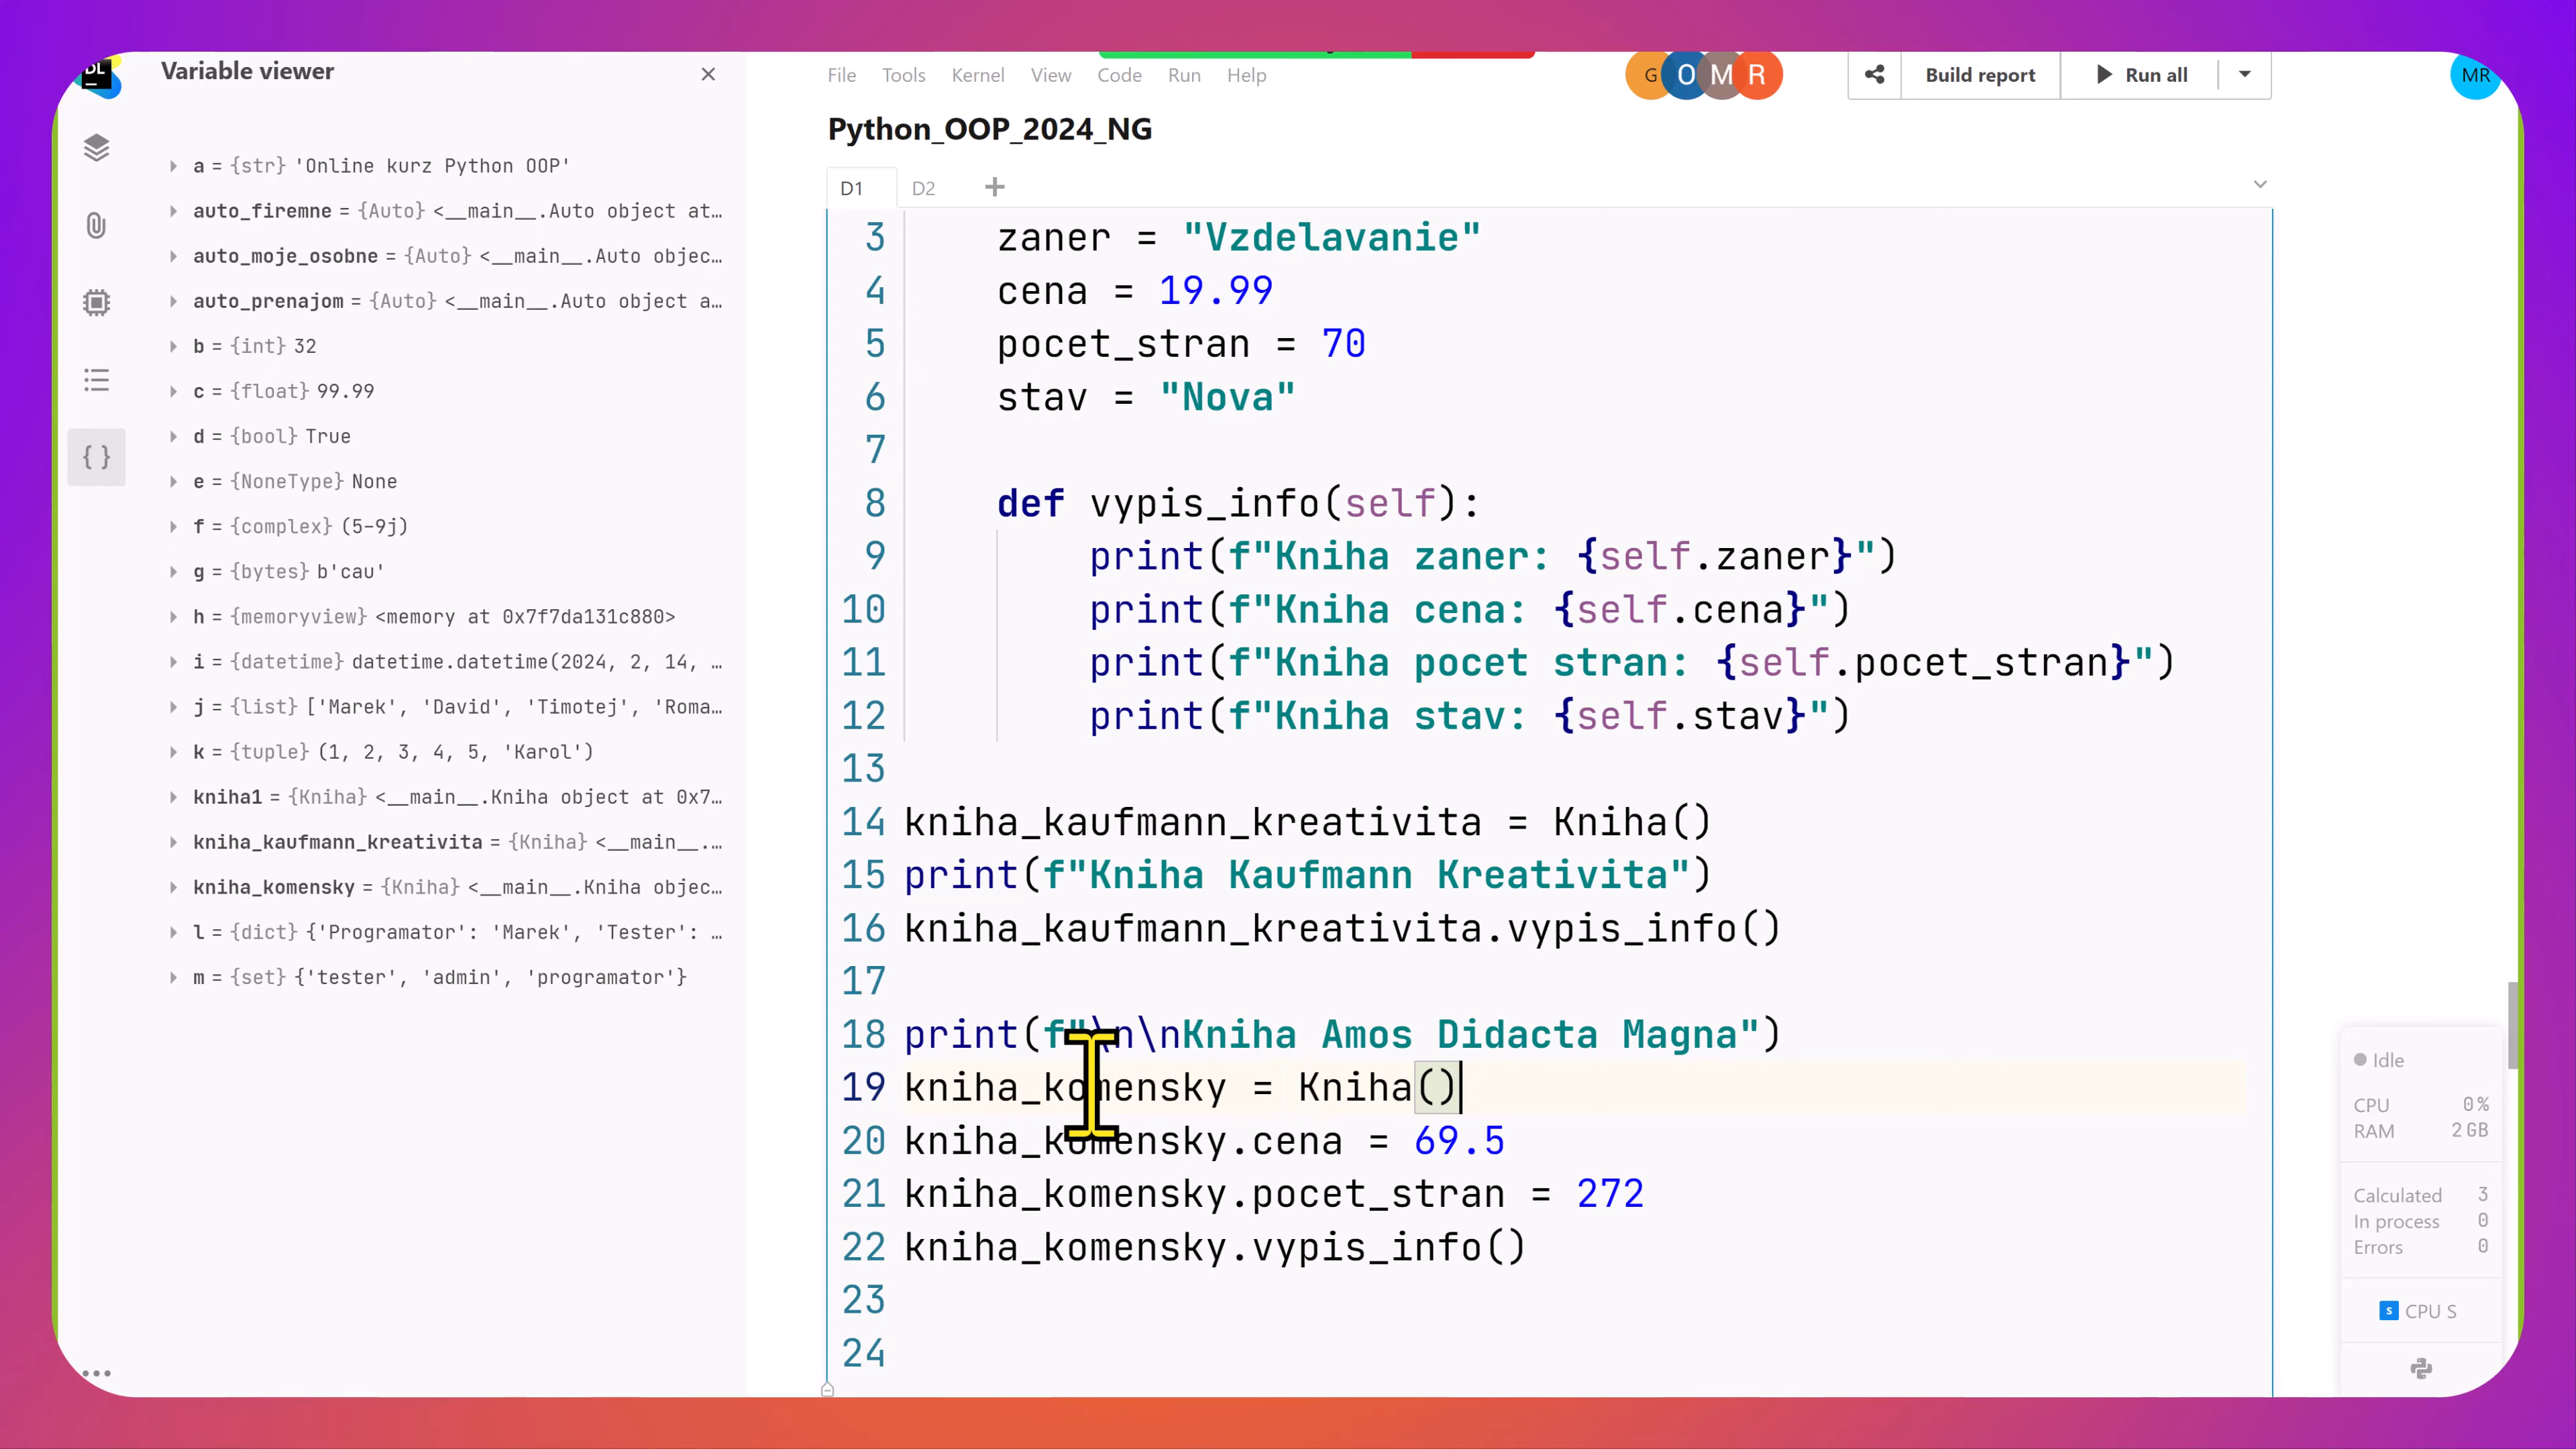 DL
Variable viewer
File Tools Kernel View Code Run Help
G O M R
Build report
Run all
MR
Python_OOP_2024_NG
D1 D2
a = {str} 'Online kurz Python OOP'
auto_firemne = {Auto} <__main__.Auto object at…
auto_moje_osobne = {Auto} <__main__.Auto objec…
auto_prenajom = {Auto} <__main__.Auto object a…
b = {int} 32
c = {float} 99.99
d = {bool} True
e = {NoneType} None
f = {complex} (5-9j)
g = {bytes} b'cau'
h = {memoryview} <memory at 0x7f7da131c880>
i = {datetime} datetime.datetime(2024, 2, 14, …
j = {list} ['Marek', 'David', 'Timotej', 'Roma…
k = {tuple} (1, 2, 3, 4, 5, 'Karol')
kniha1 = {Kniha} <__main__.Kniha object at 0x7…
kniha_kaufmann_kreativita = {Kniha} <__main__.…
kniha_komensky = {Kniha} <__main__.Kniha objec…
l = {dict} {'Programator': 'Marek', 'Tester': …
m = {set} {'tester', 'admin', 'programator'}
3 zaner = "Vzdelavanie"
4 cena = 19.99
5 pocet_stran = 70
6 stav = "Nova"
7
8 def vypis_info(self):
9 print(f"Kniha zaner: {self.zaner}")
10 print(f"Kniha cena: {self.cena}")
11 print(f"Kniha pocet stran: {self.pocet_stran}")
12 print(f"Kniha stav: {self.stav}")
13
14 kniha_kaufmann_kreativita = Kniha()
15 print(f"Kniha Kaufmann Kreativita")
16 kniha_kaufmann_kreativita.vypis_info()
17
18 print(f"\n\nKniha Amos Didacta Magna")
19 kniha_komensky = Kniha()
20 kniha_komensky.cena = 69.5
21 kniha_komensky.pocet_stran = 272
22 kniha_komensky.vypis_info()
23
24
Idle
CPU 0%
RAM 2 GB
Calculated 3
In process 0
Errors 0
S CPU S